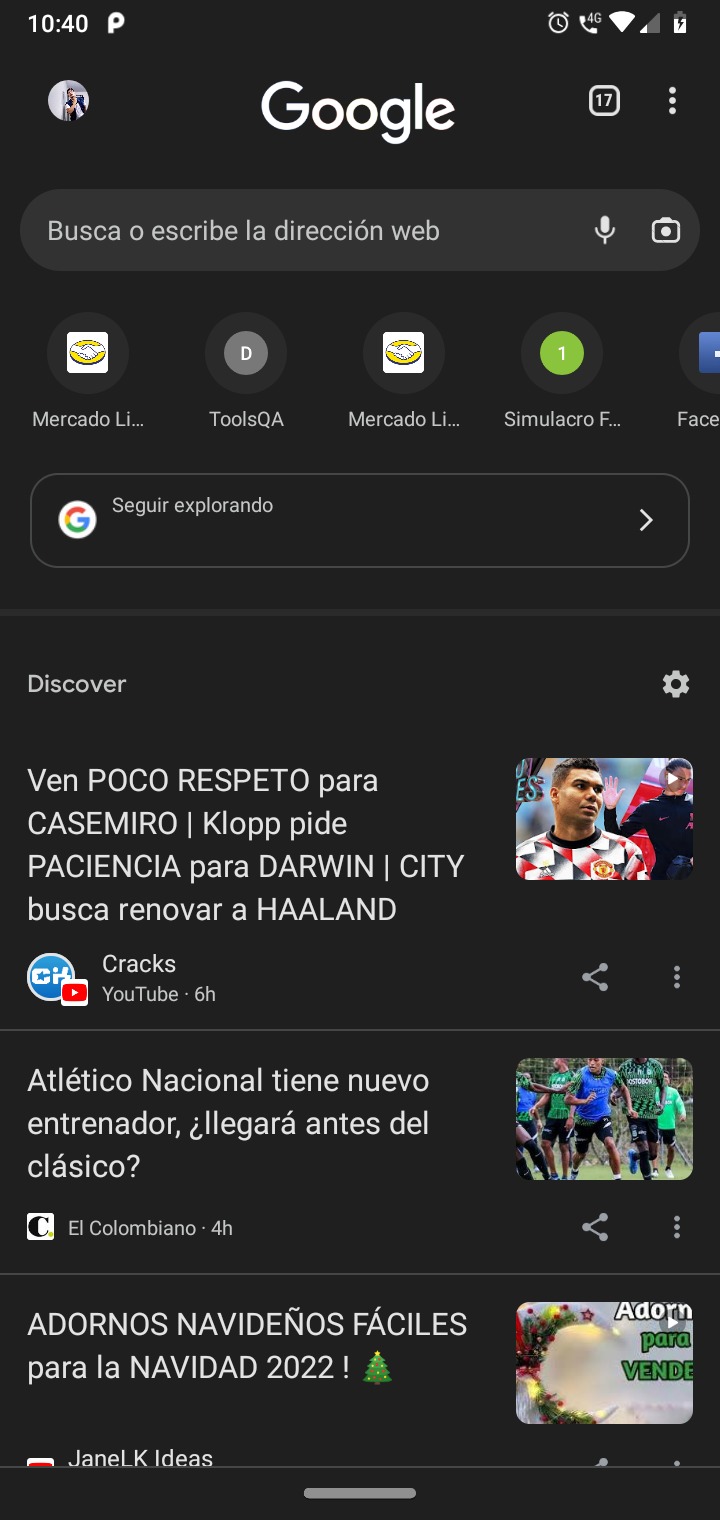 10:40
4G
Google
17
Busca o escribe la dirección web
D
1
Mercado Li...
ToolsQA
Mercado Li...
Simulacro F...
Face
Seguir explorando
Discover
Ven POCO RESPETO para
CASEMIRO | Klopp pide
PACIENCIA para DARWIN | CITY
busca renovar a HAALAND
Cracks
YouTube · 6h
Atlético Nacional tiene nuevo
entrenador, ¿llegará antes del
clásico?
El Colombiano · 4h
ADORNOS NAVIDEÑOS FÁCILES
para la NAVIDAD 2022 ! 🎄
Adorn
para
VENDE
JaneLK Ideas